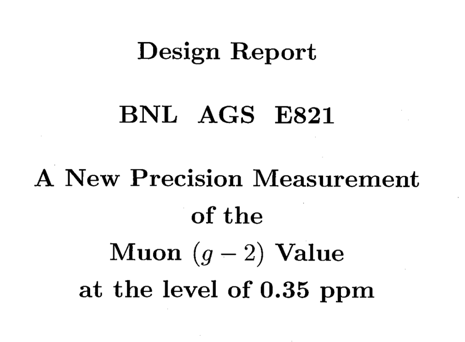 Design Report
BNL AGS E821
A New Precision Measurement
of the
Muon (g − 2) Value
at the level of 0.35 ppm